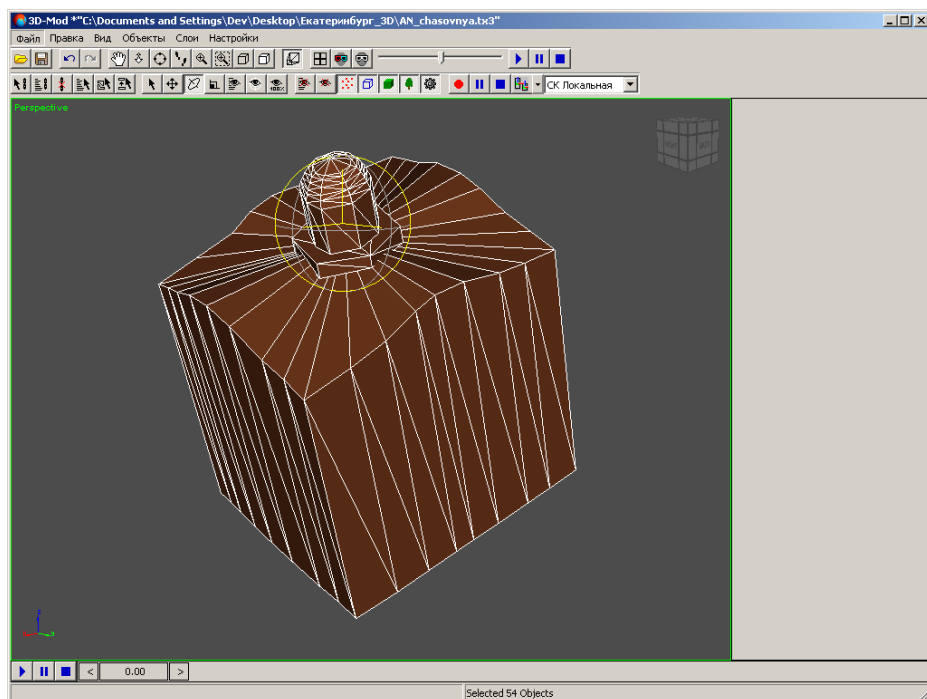 3D-Mod *"C:\Documents and Settings\Dev\Desktop\Екатеринбург_3D\AN_chasovnya.tx3"
Файл Правка Вид Объекты Слои Настройки
100%
СК Локальная
Perspective
< 0.00 >
Selected 54 Objects